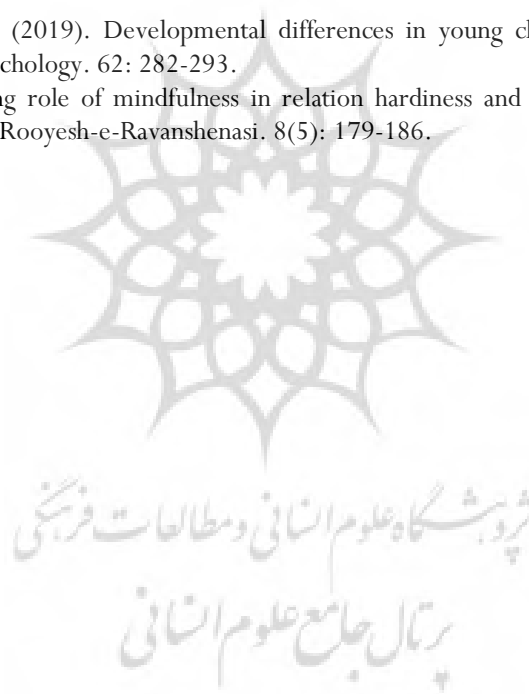 (2019). Developmental differences in young c
chology. 62: 282-293.
ng role of mindfulness in relation hardiness and
Rooyesh-e-Ravanshenasi. 8(5): 179-186.
پژوهشگاه علوم انسانی و مطالعات فرهنگی
پرتال جامع علوم انسانی